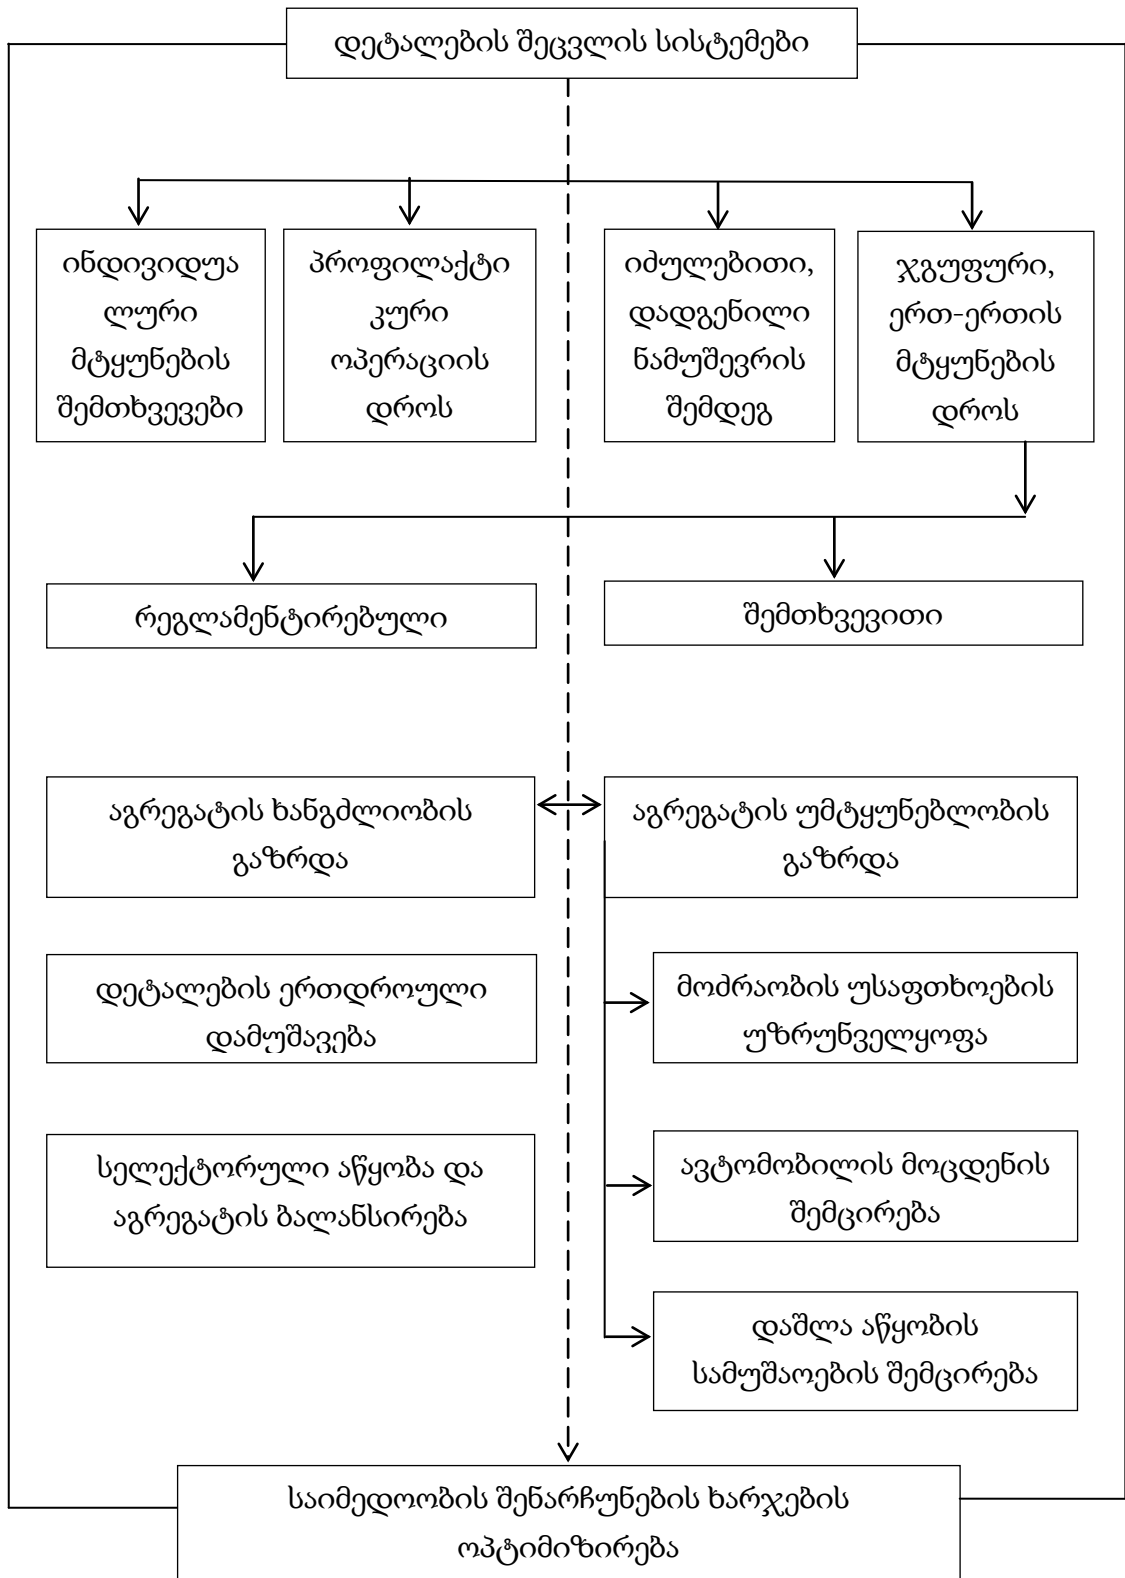 დეტალების შეცვლის სისტემები
ინდივიდუა
ლური
მტყუნების
შემთხვევები
პროფილაქტი
კური
ოპერაციის
დროს
იძულებითი,
დადგენილი
ნამუშევრის
შემდეგ
ჯგუფური,
ერთ-ერთის
მტყუნების
დროს
რეგლამენტირებული
შემთხვევითი
აგრეგატის ხანგძლიობის
გაზრდა
აგრეგატის უმტყუნებლობის
გაზრდა
დეტალების ერთდროული
დამუშავება
მოძრაობის უსაფთხოების
უზრუნველყოფა
სელექტორული აწყობა და
აგრეგატის ბალანსირება
ავტომობილის მოცდენის
შემცირება
დაშლა აწყობის
სამუშაოების შემცირება
საიმედოობის შენარჩუნების ხარჯების
ოპტიმიზირება